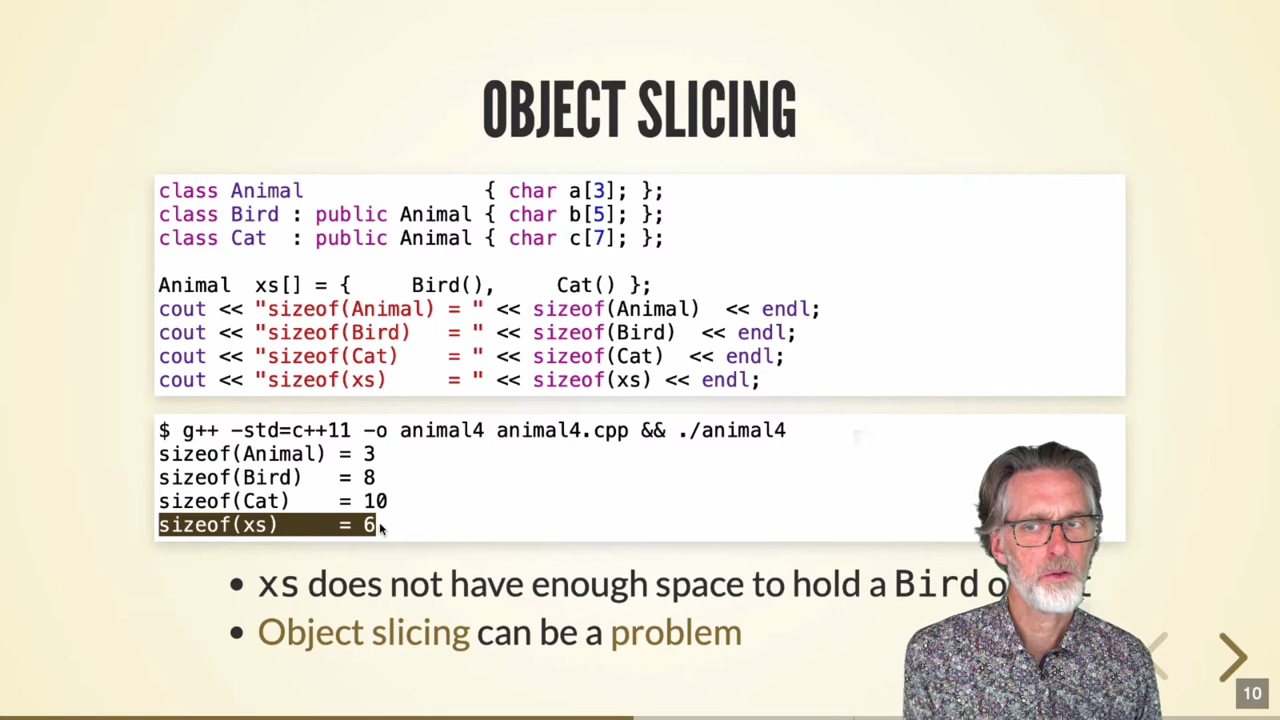 OBJECT SLICING
class Animal               { char a[3]; };
class Bird : public Animal { char b[5]; };
class Cat  : public Animal { char c[7]; };
Animal  xs[] = {     Bird(),     Cat() };
cout << "sizeof(Animal) = " << sizeof(Animal)  << endl;
cout << "sizeof(Bird)   = " << sizeof(Bird)  << endl;
cout << "sizeof(Cat)    = " << sizeof(Cat)  << endl;
cout << "sizeof(xs)     = " << sizeof(xs) << endl;
$ g++ -std=c++11 -o animal4 animal4.cpp && ./animal4
sizeof(Animal) = 3
sizeof(Bird)   = 8
sizeof(Cat)    = 10
sizeof(xs)     = 6
• xs does not have enough space to hold a Bird
• Object slicing can be a problem
10